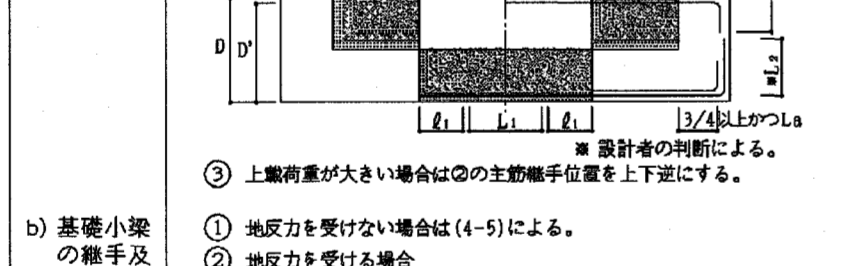 D D' ※L2
ℓ1 L1 ℓ1 3/4以上かつLa
※ 設計者の判断による。
③ 上載荷重が大きい場合は②の主筋継手位置を上下逆にする。
b) 基礎小梁 ① 地反力を受けない場合は(4-5)による。
の継手及 ② 地反力を受ける場合